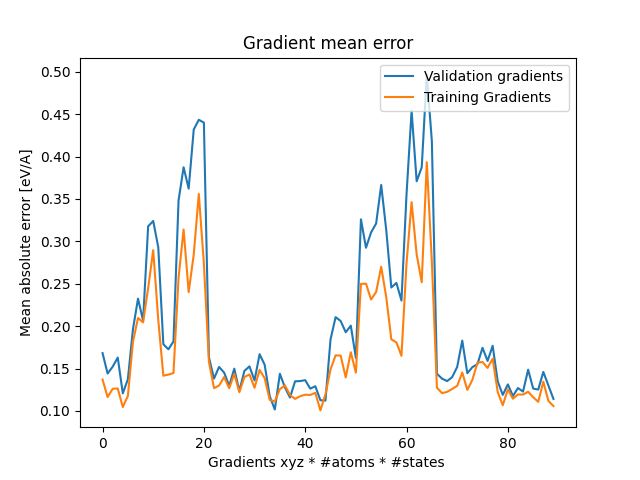 Gradient mean error
Validation gradients
Training Gradients
Mean absolute error [eV/A]
0.50
0.45
0.40
0.35
0.30
0.25
0.20
0.15
0.10
0 20 40 60 80
Gradients xyz * #atoms * #states